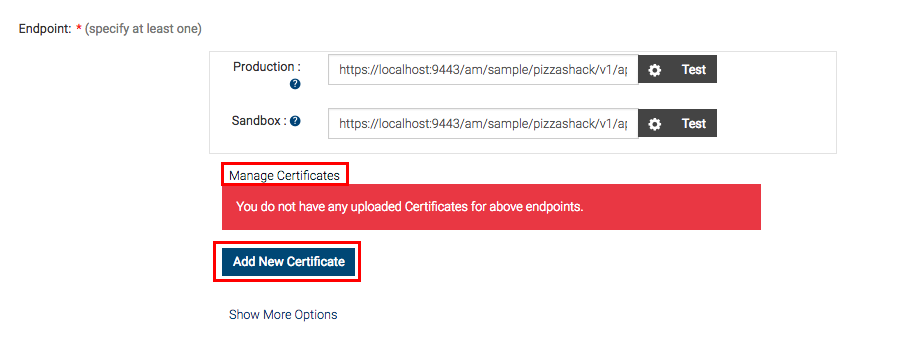 Endpoint: * (specify at least one)
Production : ?
https://localhost:9443/am/sample/pizzashack/v1/ap Test
Sandbox : ?
https://localhost:9443/am/sample/pizzashack/v1/ap Test
Manage Certificates
You do not have any uploaded Certificates for above endpoints.
Add New Certificate
Show More Options